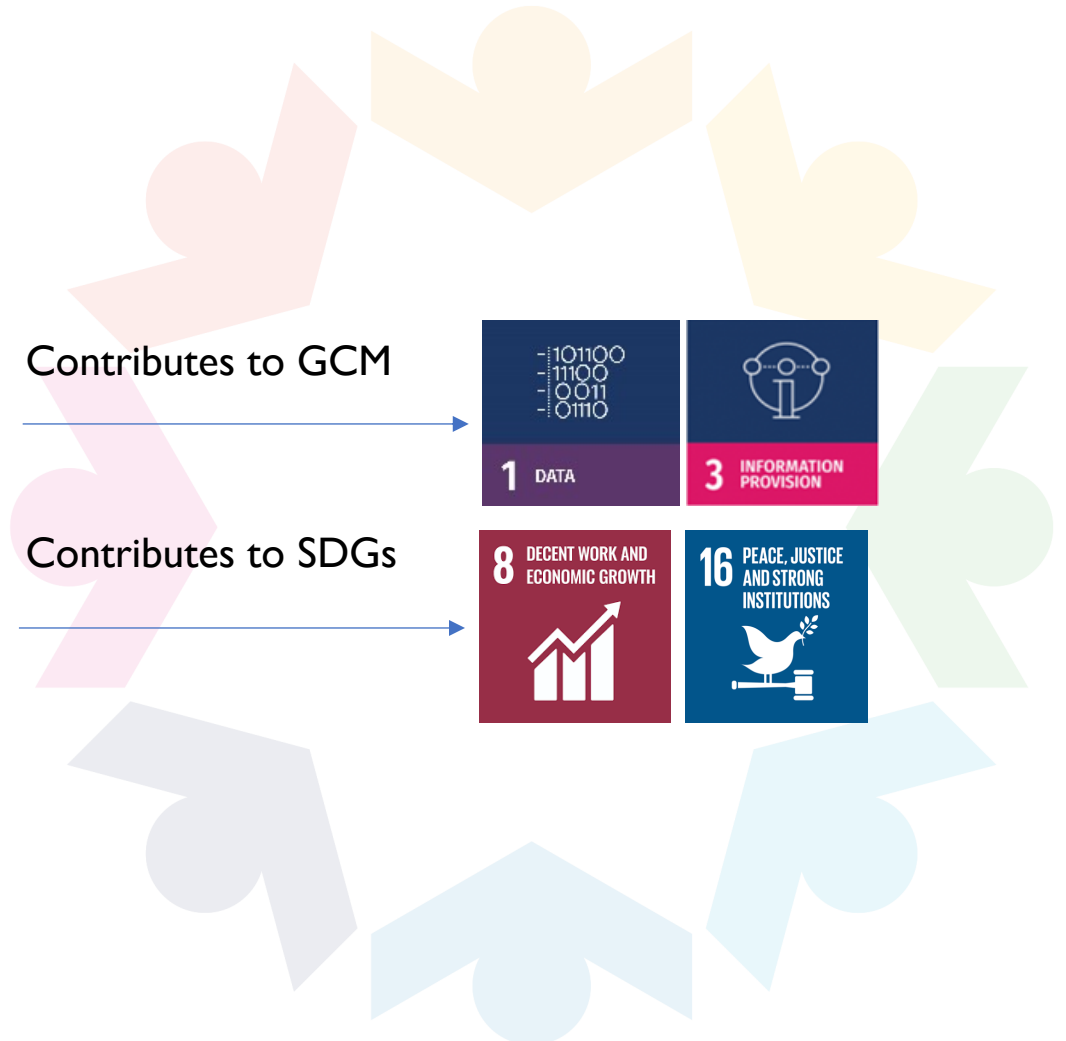 Contributes to GCM
-101100
-11100
-0011
-01110
1 DATA
3 INFORMATION
PROVISION
Contributes to SDGs
8 DECENT WORK AND
ECONOMIC GROWTH
16 PEACE, JUSTICE
AND STRONG
INSTITUTIONS